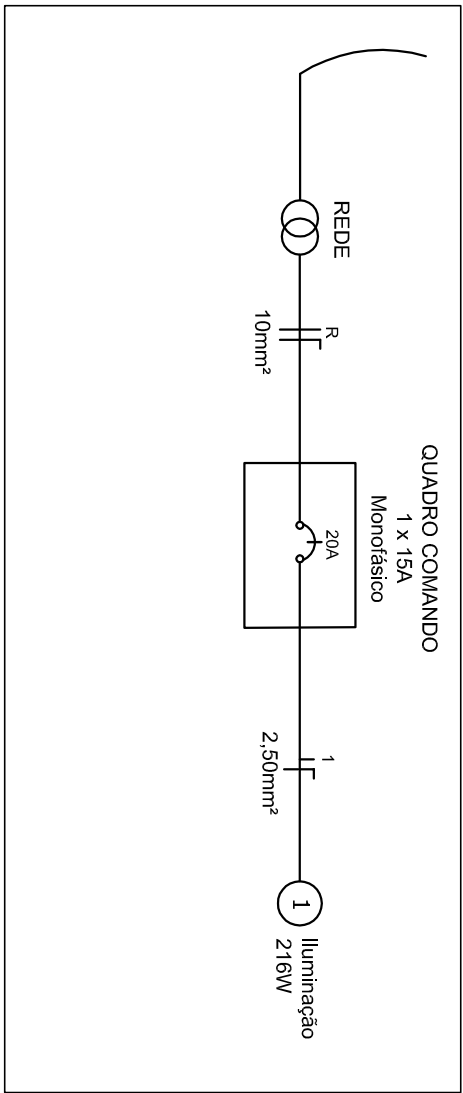 REDE
R
10mm²
QUADRO COMANDO
1 x 15A
Monofásico
20A
1
2,50mm²
1
Iluminação
216W